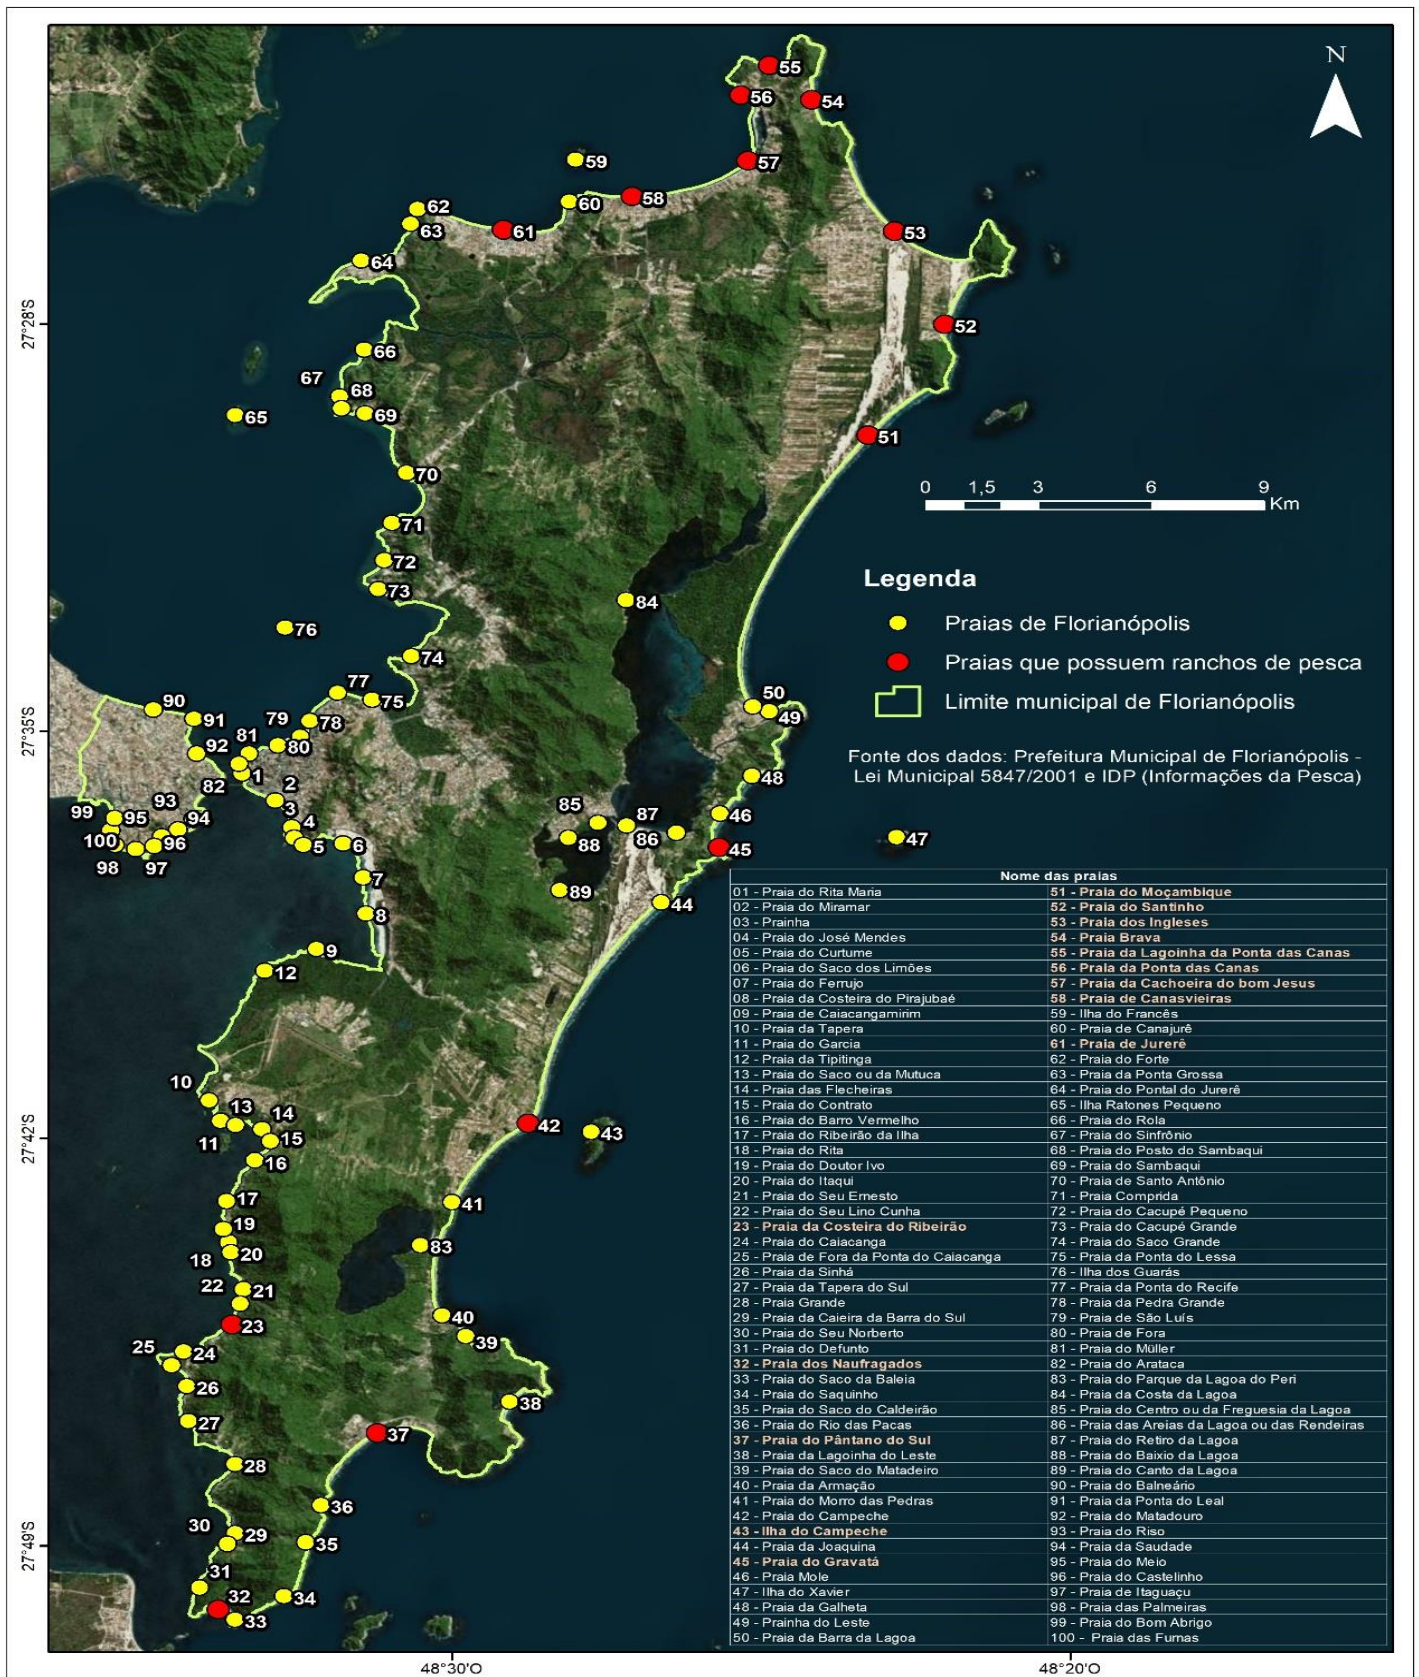 N
55
56
54
59
57
62
60
58
63
61
53
64
27°28'S
52
66
67
68
65
69
51
70
0 1,5 3 6 9
Km
71
72
Legenda
73
84
Praias de Florianópolis
76
74
Praias que possuem ranchos de pesca
77
75
Limite municipal de Florianópolis
90
79
50
91
78
49
27°35'S
81
92
80
Fonte dos dados: Prefeitura Municipal de Florianópolis -
Lei Municipal 5847/2001 e IDP (Informações da Pesca)
1
48
82
2
99
95
93
3
85
87
46
94
4
100
96
5
6
88
86
47
98
97
45
7
89
44
8
9
12
Nome das praias
01 - Praia do Rita Maria
02 - Praia do Miramar
03 - Prainha
04 - Praia do José Mendes
05 - Praia do Curtume
06 - Praia do Saco dos Limões
07 - Praia do Ferrujo
08 - Praia da Costeira do Pirajubaé
09 - Praia de Caiacangamirim
10 - Praia da Tapera
11 - Praia do Garcia
12 - Praia da Tipitinga
13 - Praia do Saco ou da Mutuca
14 - Praia das Flecheiras
15 - Praia do Contrato
16 - Praia do Barro Vermelho
17 - Praia do Ribeirão da Ilha
18 - Praia do Rita
19 - Praia do Doutor Ivo
20 - Praia do Itaqui
21 - Praia do Seu Ernesto
22 - Praia do Seu Lino Cunha
23 - Praia da Costeira do Ribeirão
24 - Praia do Caiacanga
25 - Praia de Fora da Ponta do Caiacanga
26 - Praia da Sinhá
27 - Praia da Tapera do Sul
28 - Praia Grande
29 - Praia da Caieira da Barra do Sul
30 - Praia do Seu Norberto
31 - Praia do Defunto
32 - Praia dos Naufragados
33 - Praia do Saco da Baleia
34 - Praia do Saquinho
35 - Praia do Saco do Caldeirão
36 - Praia do Rio das Pacas
37 - Praia do Pântano do Sul
38 - Praia da Lagoinha do Leste
39 - Praia do Saco do Matadeiro
40 - Praia da Armação
41 - Praia do Morro das Pedras
42 - Praia do Campeche
43 - Ilha do Campeche
44 - Praia da Joaquina
45 - Praia do Gravatá
46 - Praia Mole
47 - Ilha do Xavier
48 - Praia da Galheta
49 - Prainha do Leste
50 - Praia da Barra da Lagoa
51 - Praia do Moçambique
52 - Praia do Santinho
53 - Praia dos Ingleses
54 - Praia Brava
55 - Praia da Lagoinha da Ponta das Canas
56 - Praia da Ponta das Canas
57 - Praia da Cachoeira do bom Jesus
58 - Praia de Canasvieiras
59 - Ilha do Francês
60 - Praia de Canajurê
61 - Praia de Jurerê
62 - Praia do Forte
63 - Praia da Ponta Grossa
64 - Praia do Pontal do Jurerê
65 - Ilha Ratones Pequeno
66 - Praia do Rola
67 - Praia do Sinfrônio
68 - Praia do Posto do Sambaqui
69 - Praia do Sambaqui
70 - Praia de Santo Antônio
71 - Praia Comprida
72 - Praia do Cacupé Pequeno
73 - Praia do Cacupé Grande
74 - Praia do Saco Grande
75 - Praia da Ponta do Lessa
76 - Ilha dos Guarás
77 - Praia da Ponta do Recife
78 - Praia da Pedra Grande
79 - Praia de São Luís
80 - Praia de Fora
81 - Praia do Müller
82 - Praia do Arataca
83 - Praia do Parque da Lagoa do Peri
84 - Praia da Costa da Lagoa
85 - Praia do Centro ou da Freguesia da Lagoa
86 - Praia das Areias da Lagoa ou das Rendeiras
87 - Praia do Retiro da Lagoa
88 - Praia do Baixio da Lagoa
89 - Praia do Canto da Lagoa
90 - Praia do Balneário
91 - Praia da Ponta do Leal
92 - Praia do Matadouro
93 - Praia do Riso
94 - Praia da Saudade
95 - Praia do Meio
96 - Praia do Castelinho
97 - Praia de Itaguaçu
98 - Praia das Palmeiras
99 - Praia do Bom Abrigo
100 - Praia das Furnas
10
13
14
42
43
27°42'S
11
15
16
17
41
19
18
20
83
22
21
40
23
39
25
24
26
38
27
37
28
36
30
29
35
27°49'S
31
32
34
33
48°30'O
48°20'O